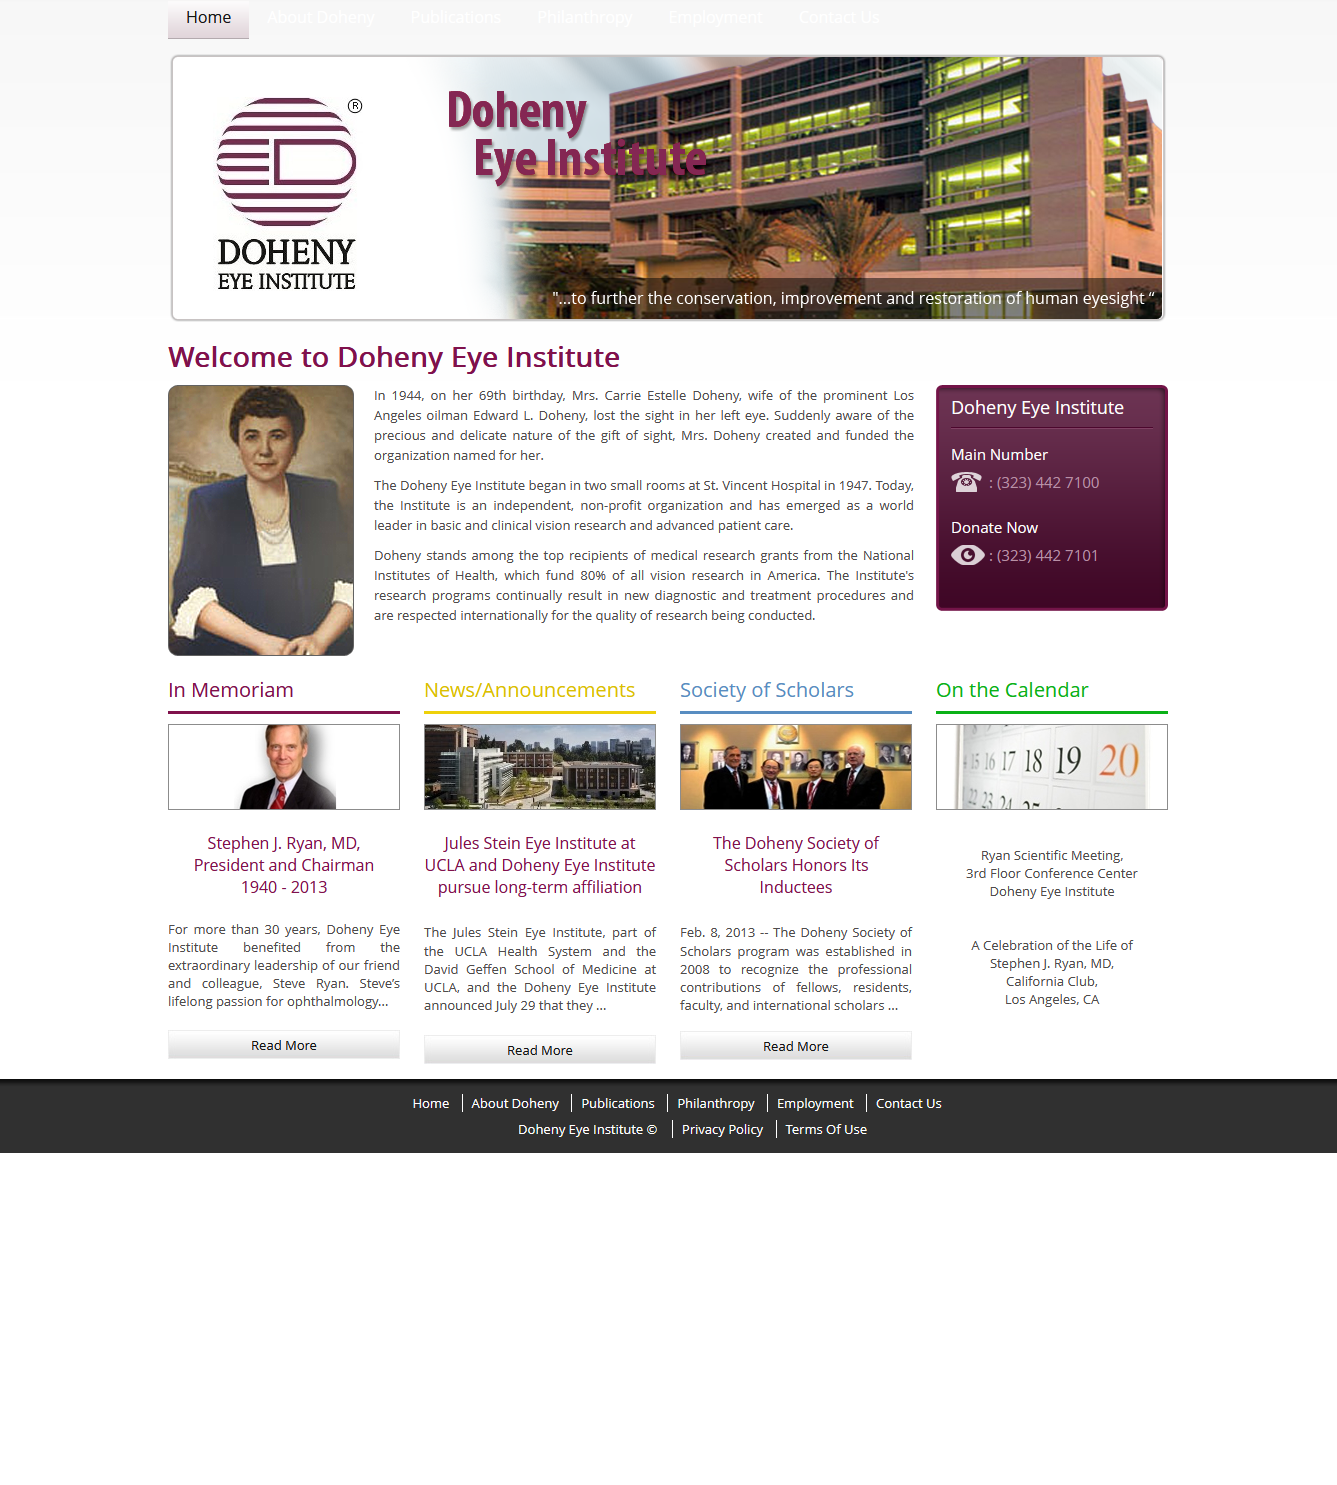 Home About Doheny Publications Philanthropy Employment Contact Us
®
DOHENY
EYE INSTITUTE
Doheny
Eye Institute
"...to further the conservation, improvement and restoration of human eyesight “
Welcome to Doheny Eye Institute
In 1944, on her 69th birthday, Mrs. Carrie Estelle Doheny, wife of the prominent Los
Angeles oilman Edward L. Doheny, lost the sight in her left eye. Suddenly aware of the
precious and delicate nature of the gift of sight, Mrs. Doheny created and funded the
organization named for her.
The Doheny Eye Institute began in two small rooms at St. Vincent Hospital in 1947. Today,
the Institute is an independent, non-profit organization and has emerged as a world
leader in basic and clinical vision research and advanced patient care.
Doheny stands among the top recipients of medical research grants from the National
Institutes of Health, which fund 80% of all vision research in America. The Institute's
research programs continually result in new diagnostic and treatment procedures and
are respected internationally for the quality of research being conducted.
Doheny Eye Institute
Main Number
: (323) 442 7100
Donate Now
: (323) 442 7101
In Memoriam
Stephen J. Ryan, MD,
President and Chairman
1940 - 2013
For more than 30 years, Doheny Eye
Institute benefited from the
extraordinary leadership of our friend
and colleague, Steve Ryan. Steve’s
lifelong passion for ophthalmology...
Read More
News/Announcements
Jules Stein Eye Institute at
UCLA and Doheny Eye Institute
pursue long-term affiliation
The Jules Stein Eye Institute, part of
the UCLA Health System and the
David Geffen School of Medicine at
UCLA, and the Doheny Eye Institute
announced July 29 that they ...
Read More
Society of Scholars
The Doheny Society of
Scholars Honors Its
Inductees
Feb. 8, 2013 -- The Doheny Society of
Scholars program was established in
2008 to recognize the professional
contributions of fellows, residents,
faculty, and international scholars ...
Read More
On the Calendar
15 16 17 18 19 20
22 23 24 25
Ryan Scientific Meeting,
3rd Floor Conference Center
Doheny Eye Institute
A Celebration of the Life of
Stephen J. Ryan, MD,
California Club,
Los Angeles, CA
Home About Doheny Publications Philanthropy Employment Contact Us
Doheny Eye Institute © Privacy Policy Terms Of Use